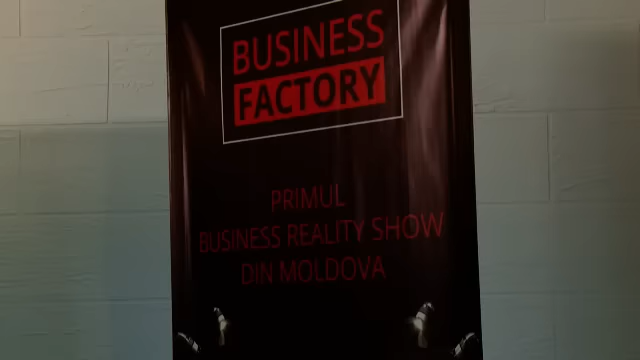 BUSINESS
FACTORY
PRIMUL
BUSINESS REALITY SHOW
DIN MOLDOVA